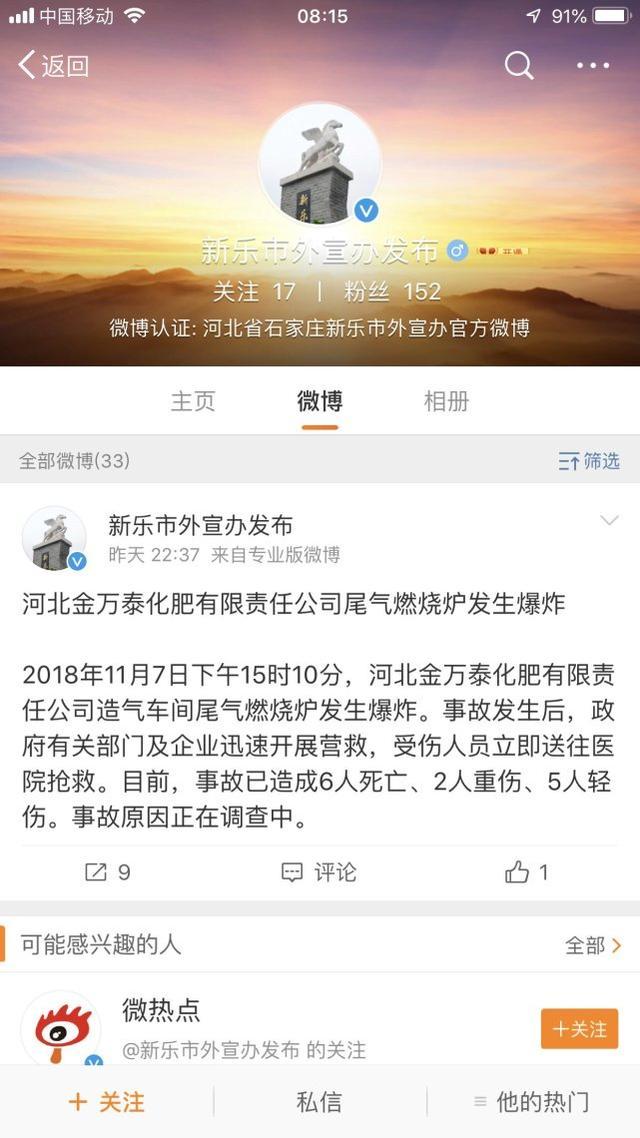 中国移动 08:15 91%
返回
新乐
新乐市外宣办发布
关注 17 | 粉丝 152
微博认证: 河北省石家庄新乐市外宣办官方微博
主页 微博 相册
全部微博(33) 筛选
新乐市外宣办发布
昨天 22:37 来自专业版微博
河北金万泰化肥有限责任公司尾气燃烧炉发生爆炸
2018年11月7日下午15时10分，河北金万泰化肥有限责
任公司造气车间尾气燃烧炉发生爆炸。事故发生后，政
府有关部门及企业迅速开展营救，受伤人员立即送往医
院抢救。目前，事故已造成6人死亡、2人重伤、5人轻
伤。事故原因正在调查中。
9 评论 1
可能感兴趣的人 全部
微热点
@新乐市外宣办发布 的关注
+关注
+ 关注 私信 他的热门